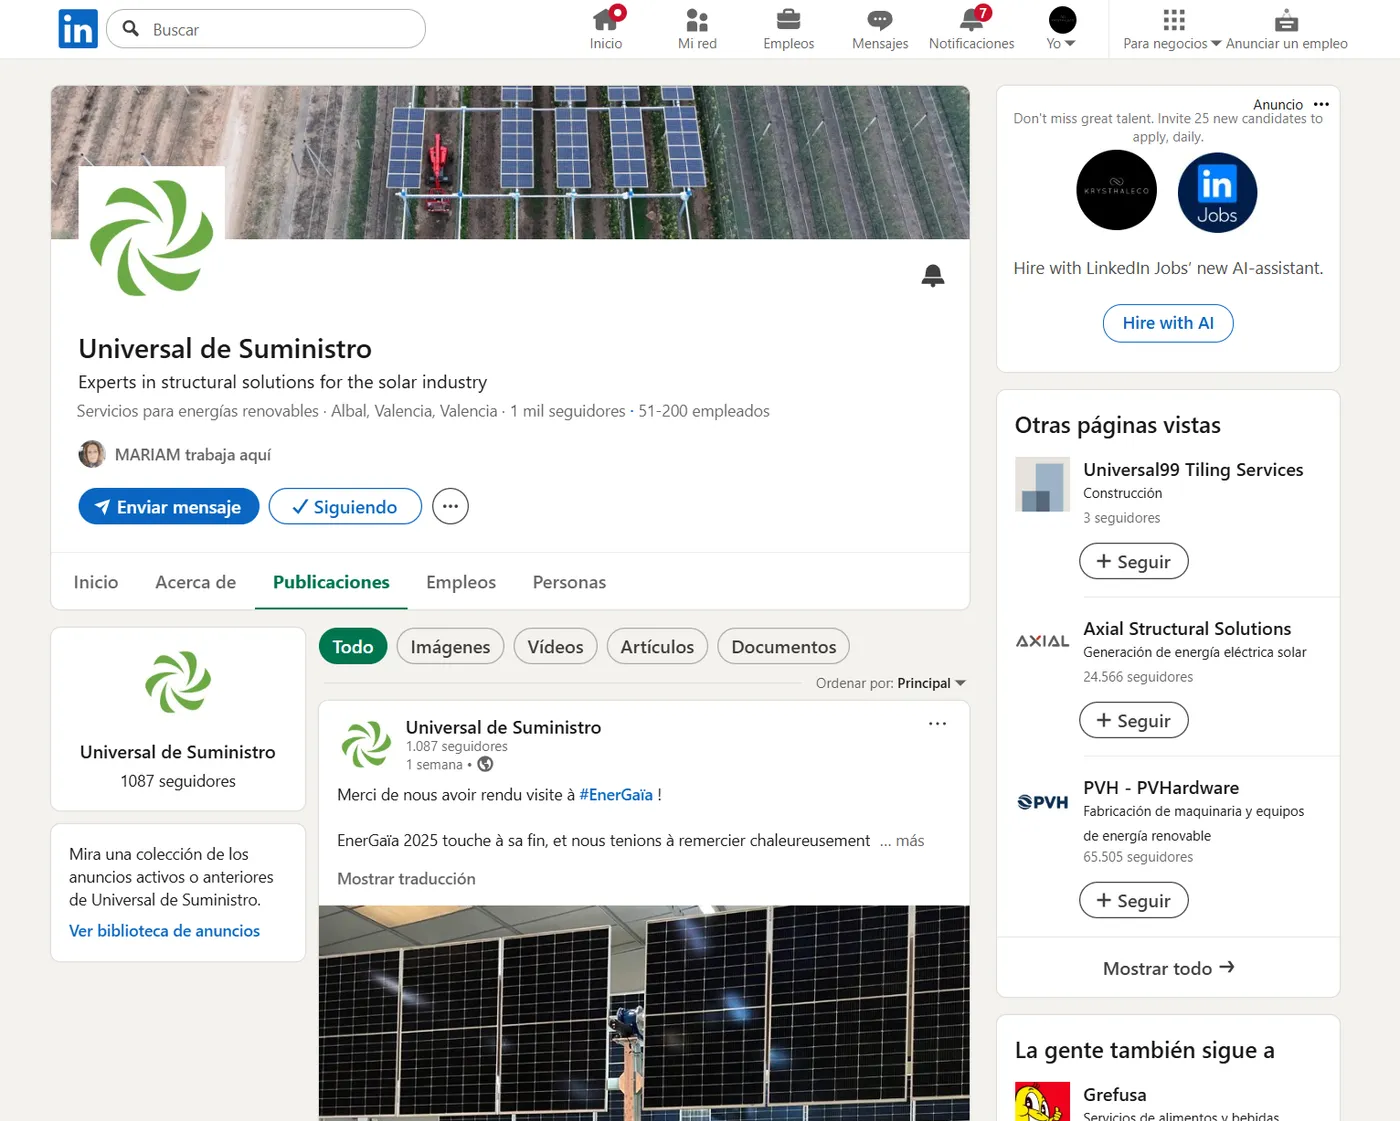 in
Buscar
Inicio
Mi red
Empleos
Mensajes
7
Notificaciones
Yo
Para negocios
Anunciar un empleo
Universal de Suministro
Experts in structural solutions for the solar industry
Servicios para energías renovables · Albal, Valencia, Valencia · 1 mil seguidores · 51-200 empleados
MARIAM trabaja aquí
Enviar mensaje
Siguiendo
Inicio
Acerca de
Publicaciones
Empleos
Personas
Universal de Suministro
1087 seguidores
Mira una colección de los
anuncios activos o anteriores
de Universal de Suministro.
Ver biblioteca de anuncios
Todo
Imágenes
Vídeos
Artículos
Documentos
Ordenar por: Principal
Universal de Suministro
1.087 seguidores
1 semana •
Merci de nous avoir rendu visite à #EnerGaïa !
EnerGaïa 2025 touche à sa fin, et nous tenions à remercier chaleureusement ... más
Mostrar traducción
Anuncio
Don't miss great talent. Invite 25 new candidates to
apply, daily.
KRYSTHALECO
in
Jobs
Hire with LinkedIn Jobs' new AI-assistant.
Hire with AI
Otras páginas vistas
Universal99 Tiling Services
Construcción
3 seguidores
+ Seguir
AXIAL
Axial Structural Solutions
Generación de energía eléctrica solar
24.566 seguidores
+ Seguir
PVH
PVH - PVHardware
Fabricación de maquinaria y equipos
de energía renovable
65.505 seguidores
+ Seguir
Mostrar todo →
La gente también sigue a
Grefusa
Servicios de alimentos y bebidas